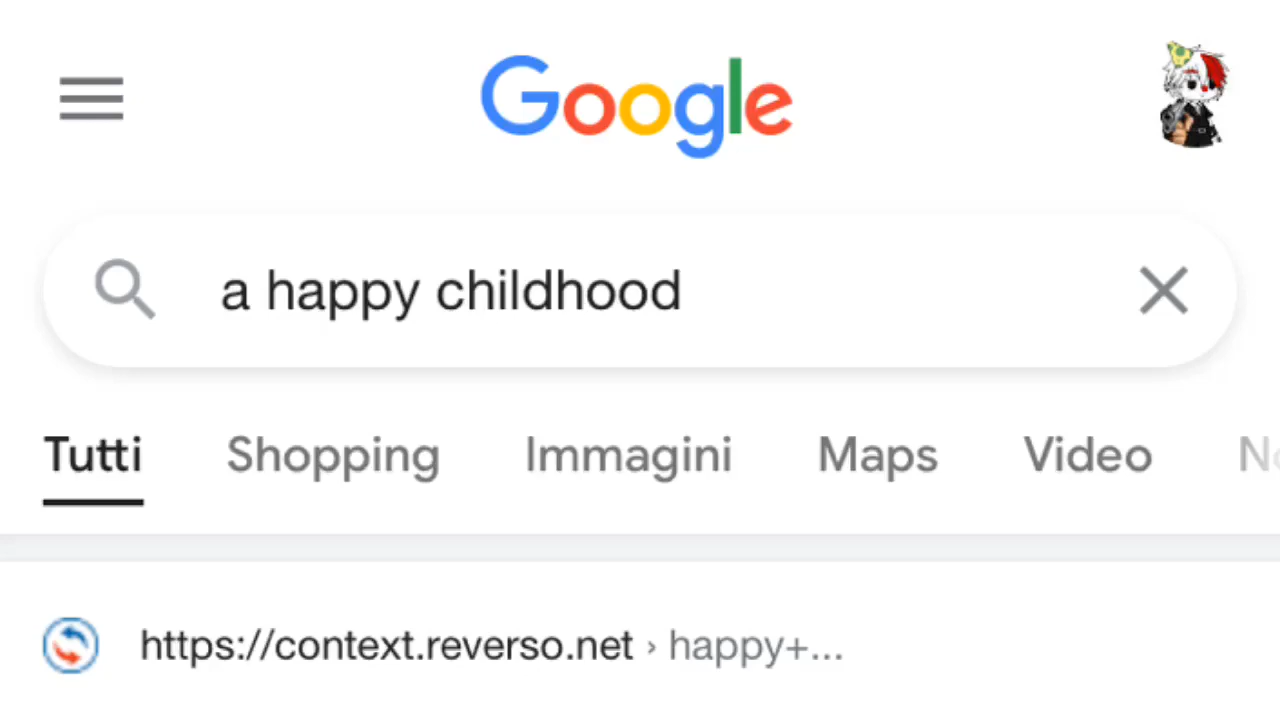 Google
a happy childhood
Tutti Shopping Immagini Maps Video
https://context.reverso.net › happy+...